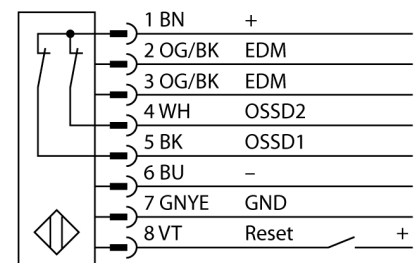 1 BN +
2 OG/BK EDM
3 OG/BK EDM
4 WH OSSD2
5 BK OSSD1
6 BU –
7 GNYE GND
8 VT Reset +